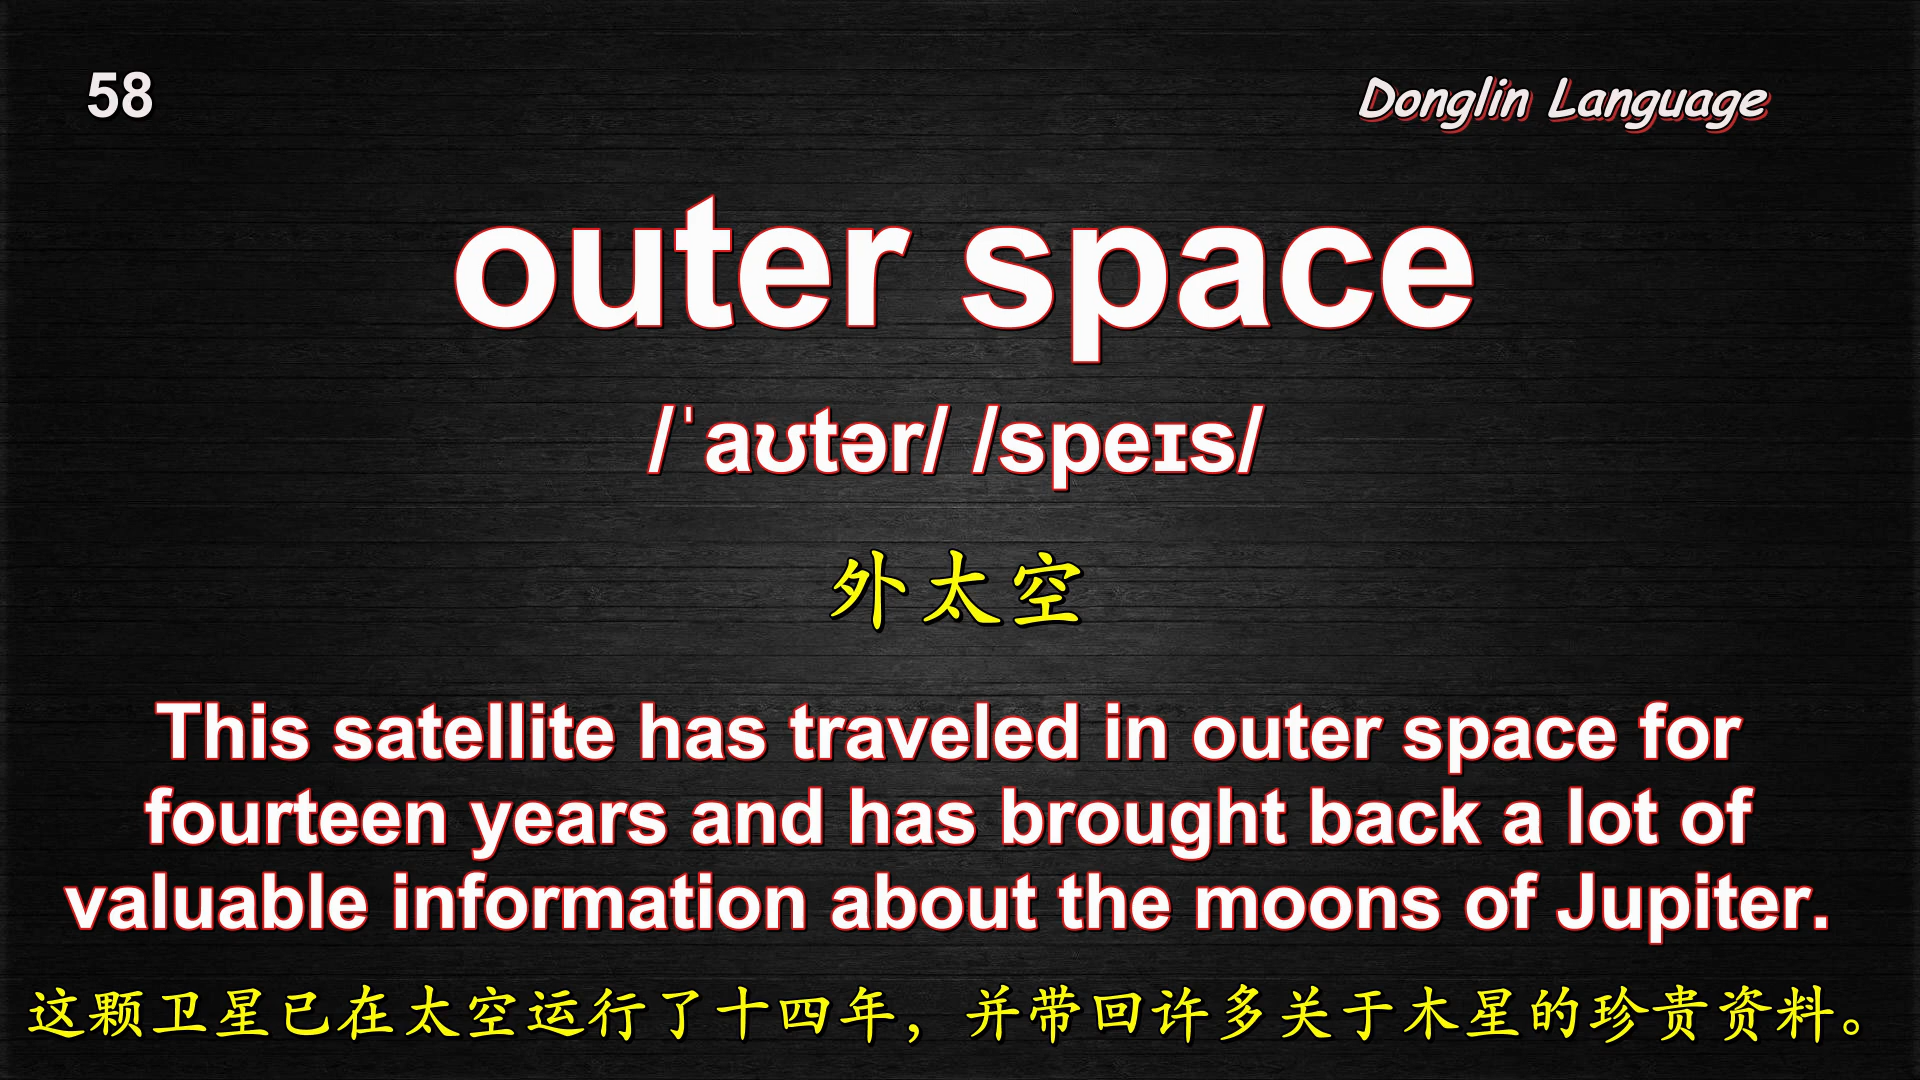 58
Donglin Language
outer space
/ˈaʊtər/ /speɪs/
外太空
This satellite has traveled in outer space for
fourteen years and has brought back a lot of
valuable information about the moons of Jupiter.
这颗卫星已在太空运行了十四年，并带回许多关于木星的珍贵资料。